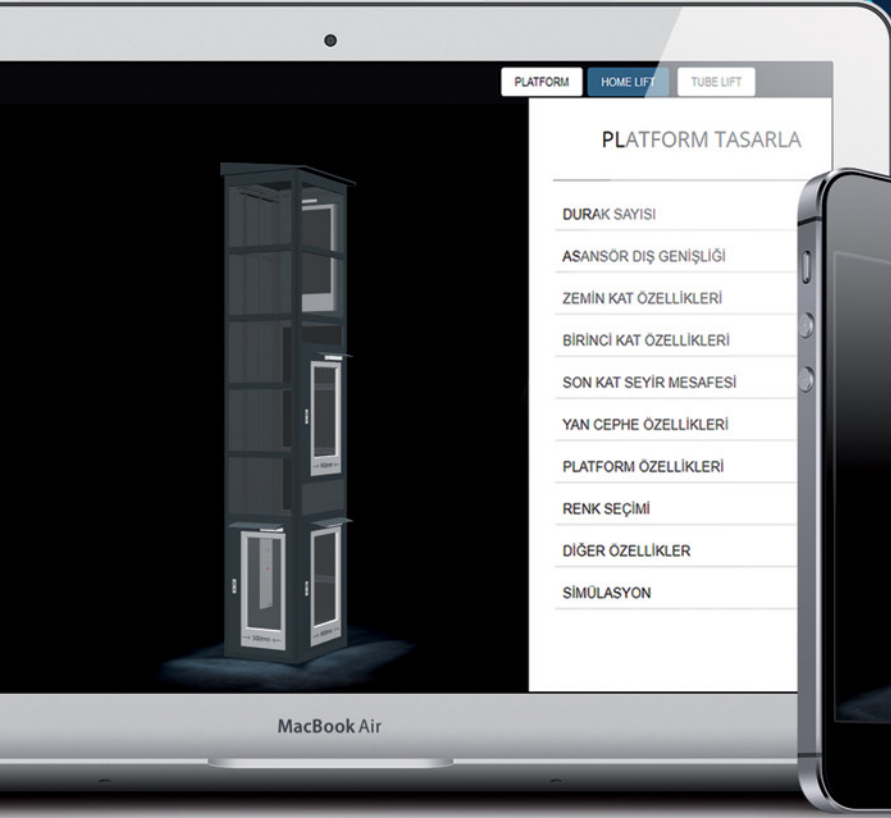 PLATFORM
HOME LIFT
TUBE LIFT
PLATFORM TASARLA
DURAK SAYISI
ASANSÖR DIŞ GENİŞLİĞİ
ZEMİN KAT ÖZELLİKLERİ
BİRİNCİ KAT ÖZELLİKLERİ
SON KAT SEYİR MESAFESİ
YAN CEPHE ÖZELLİKLERİ
PLATFORM ÖZELLİKLERİ
RENK SEÇİMİ
DİĞER ÖZELLİKLER
SİMÜLASYON
MacBook Air